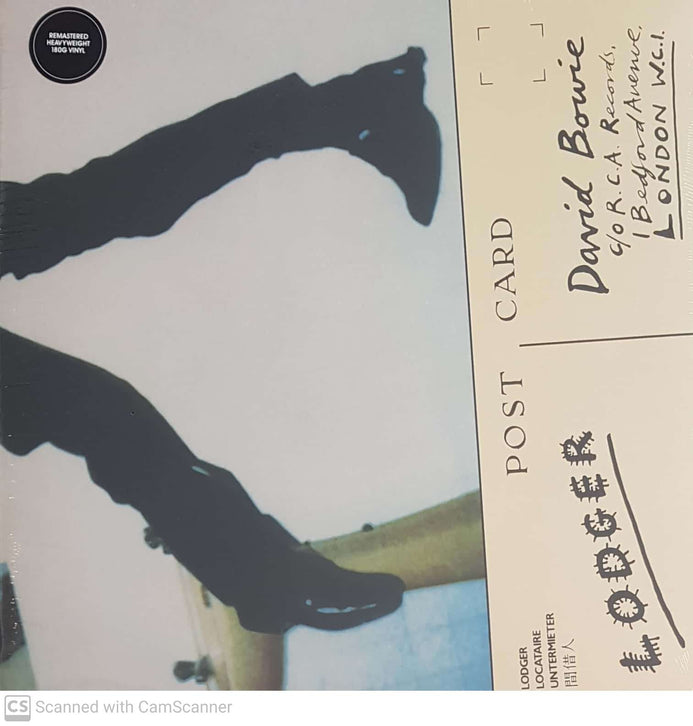 REMASTERED
HEAVYWEIGHT
180G VINYL
POST CARD
David Bowie
c/o R.C.A. Records,
1 Bedford Avenue,
LONDON W.C.1.
LODGER
LODGER
LOCATAIRE
UNTERMIETER
間借人
CS Scanned with CamScanner